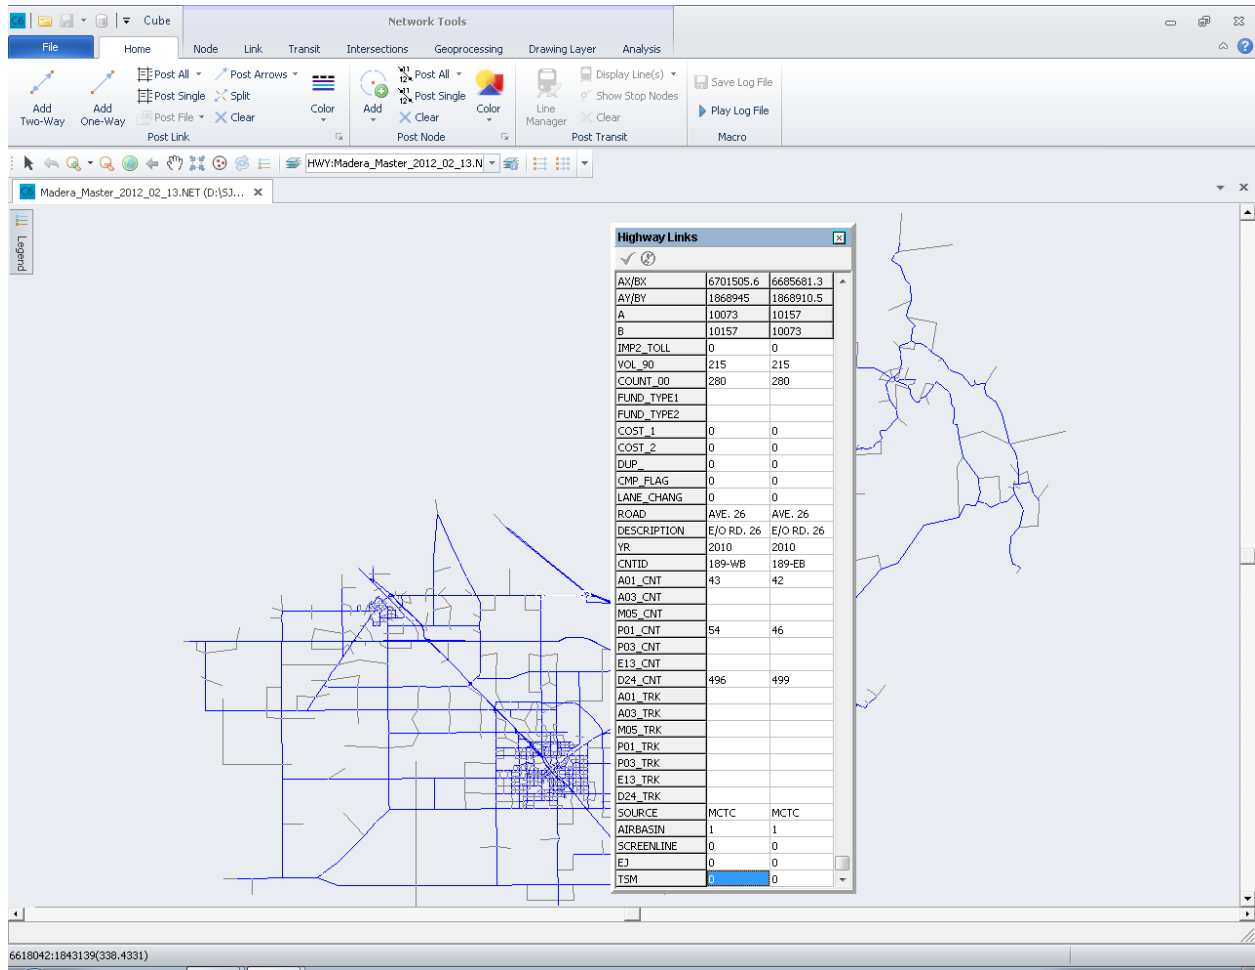 C6 Cube Network Tools
File Home Node Link Transit Intersections Geoprocessing Drawing Layer Analysis
Add Two-Way
Add One-Way
Post All Post Arrows
Post Single Split
Post File Clear
Color
Post Link
Add
Post All
Post Single
Clear
Color
Post Node
Line Manager
Display Line(s)
Show Stop Nodes
Clear
Post Transit
Save Log File
Play Log File
Macro
HWY:Madera_Master_2012_02_13.N
C6 Madera_Master_2012_02_13.NET (D:\SJ...
Legend
Highway Links
AX/BX 6701505.6 6685681.3
AY/BY 1868945 1868910.5
A 10073 10157
B 10157 10073
IMP2_TOLL 0 0
VOL_90 215 215
COUNT_00 280 280
FUND_TYPE1
FUND_TYPE2
COST_1 0 0
COST_2 0 0
DUP_ 0 0
CMP_FLAG 0 0
LANE_CHANG 0 0
ROAD AVE. 26 AVE. 26
DESCRIPTION E/O RD. 26 E/O RD. 26
YR 2010 2010
CNTID 189-WB 189-EB
A01_CNT 43 42
A03_CNT
M05_CNT
P01_CNT 54 46
P03_CNT
E13_CNT
D24_CNT 496 499
A01_TRK
A03_TRK
M05_TRK
P01_TRK
P03_TRK
E13_TRK
D24_TRK
SOURCE MCTC MCTC
AIRBASIN 1 1
SCREENLINE 0 0
EJ 0 0
TSM 0 0
6618042:1843139(338.4331)